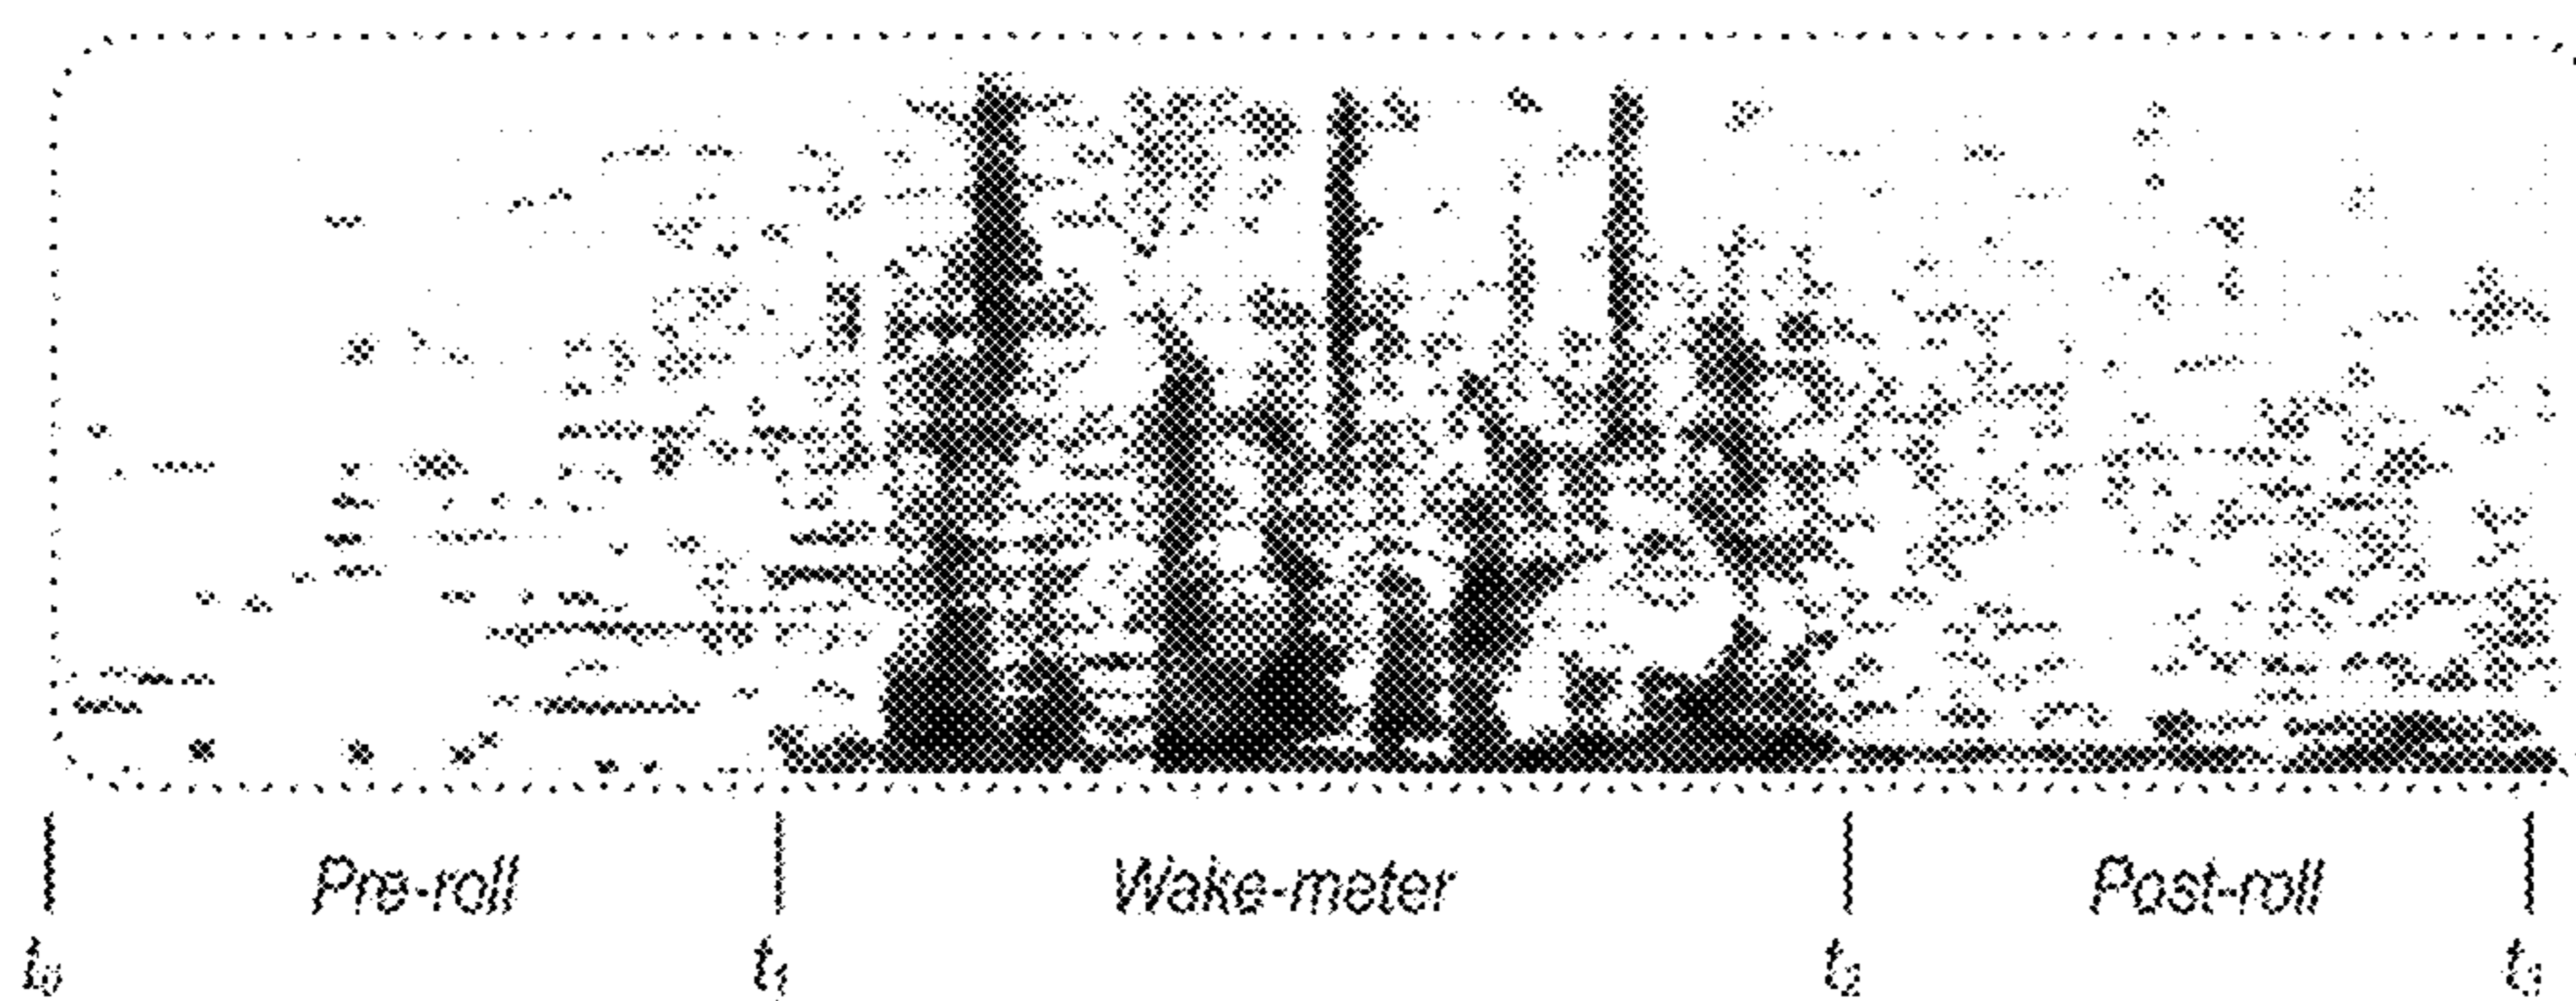 Pre-roll Wake-meter Post-roll
t₀ t₁ t₂ t₃